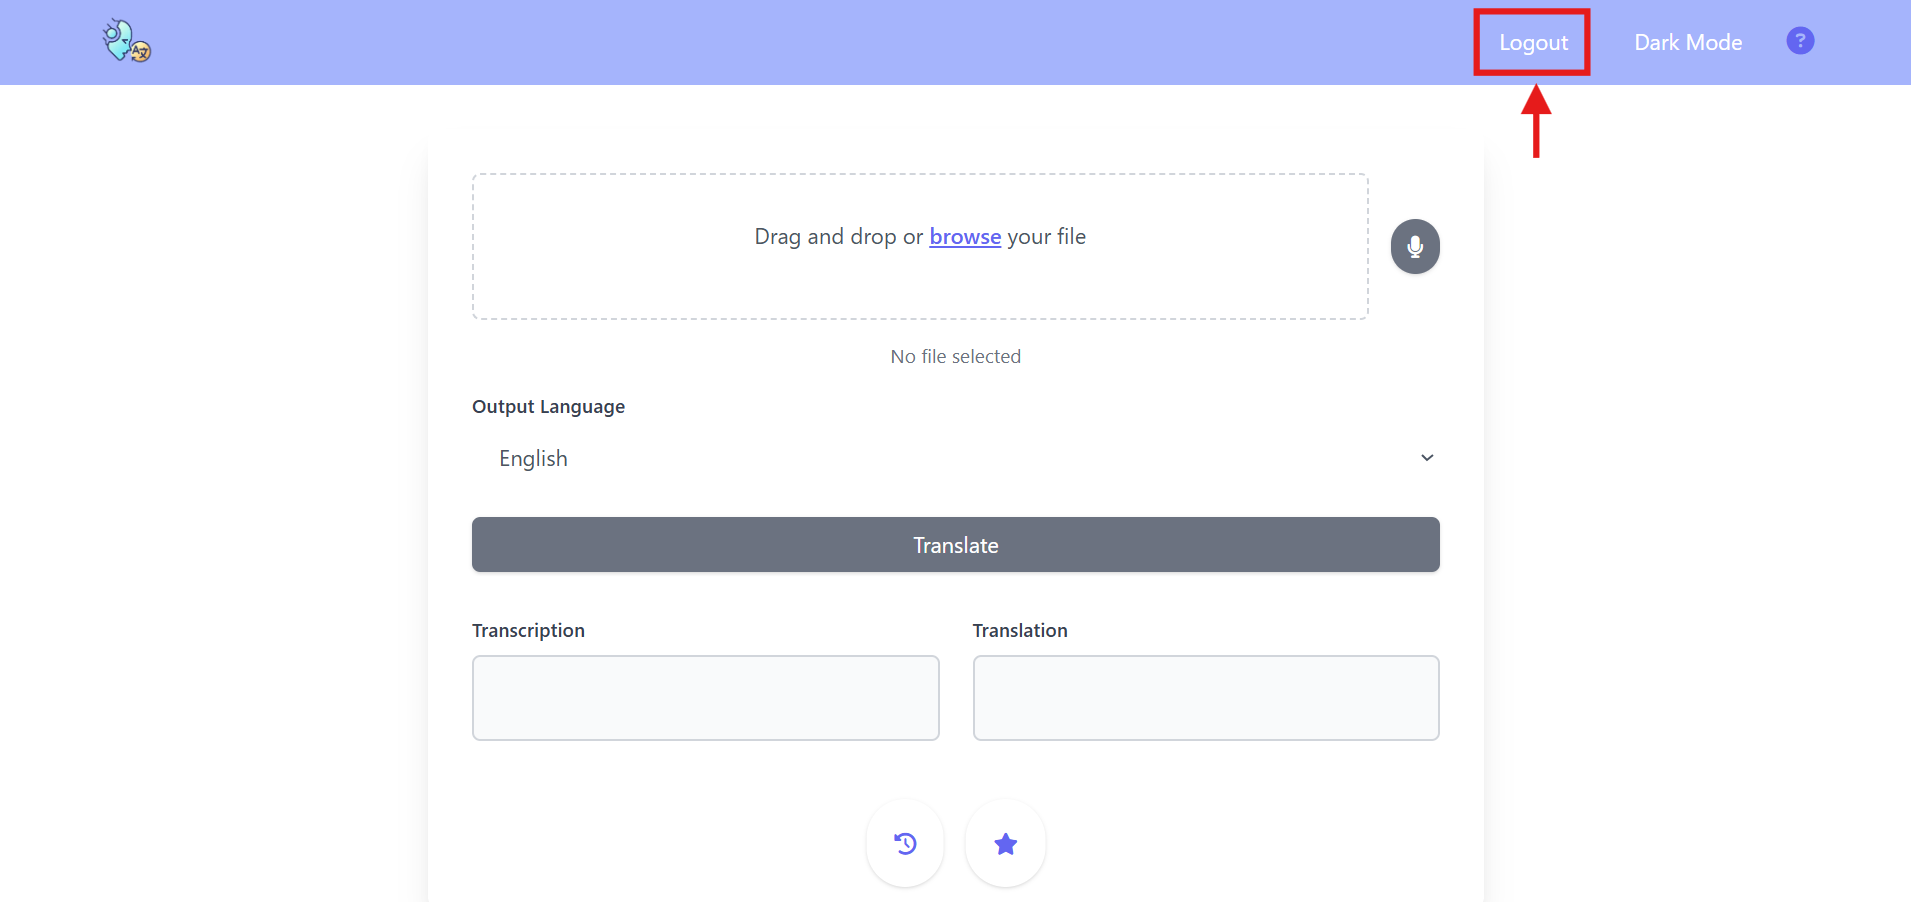 Logout
Dark Mode
?
Drag and drop or browse your file
No file selected
Output Language
English
Translate
Transcription
Translation